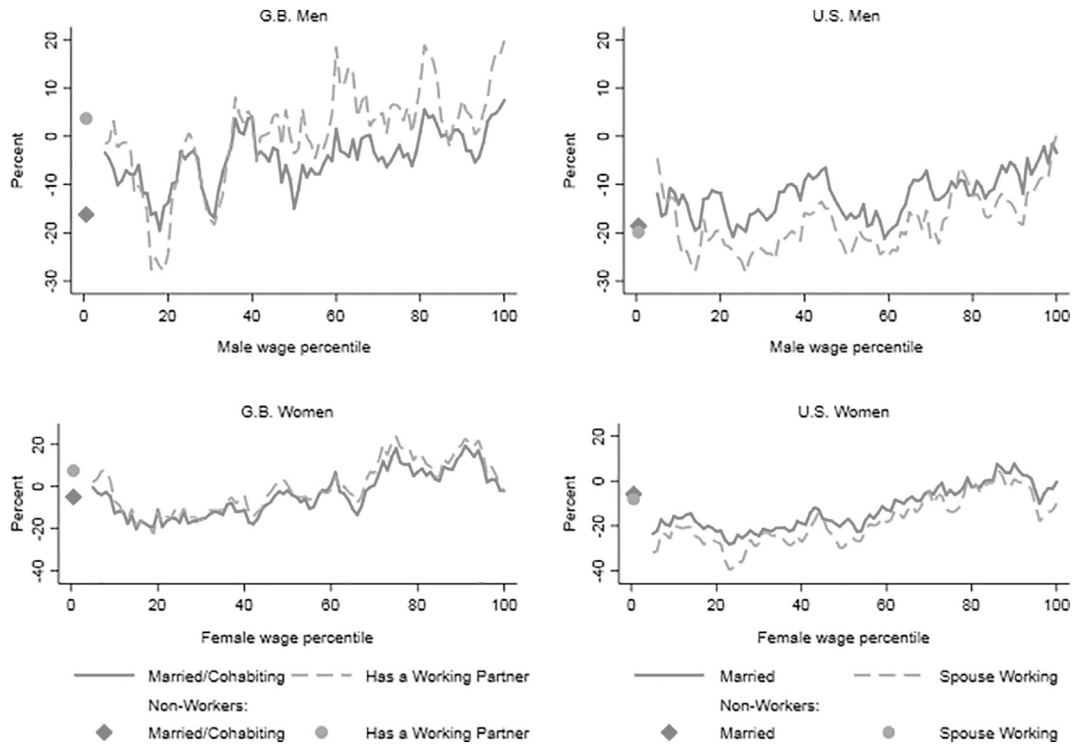 G.B. Men
U.S. Men
Percent
20
10
0
-10
-20
-30
0 20 40 60 80 100
Male wage percentile
Percent
20
10
0
-10
-20
-30
0 20 40 60 80 100
Male wage percentile
G.B. Women
U.S. Women
Percent
20
0
-20
-40
0 20 40 60 80 100
Female wage percentile
Percent
20
0
-20
-40
0 20 40 60 80 100
Female wage percentile
Married/Cohabiting Has a Working Partner
Non-Workers:
Married/Cohabiting Has a Working Partner
Married Spouse Working
Non-Workers:
Married Spouse Working